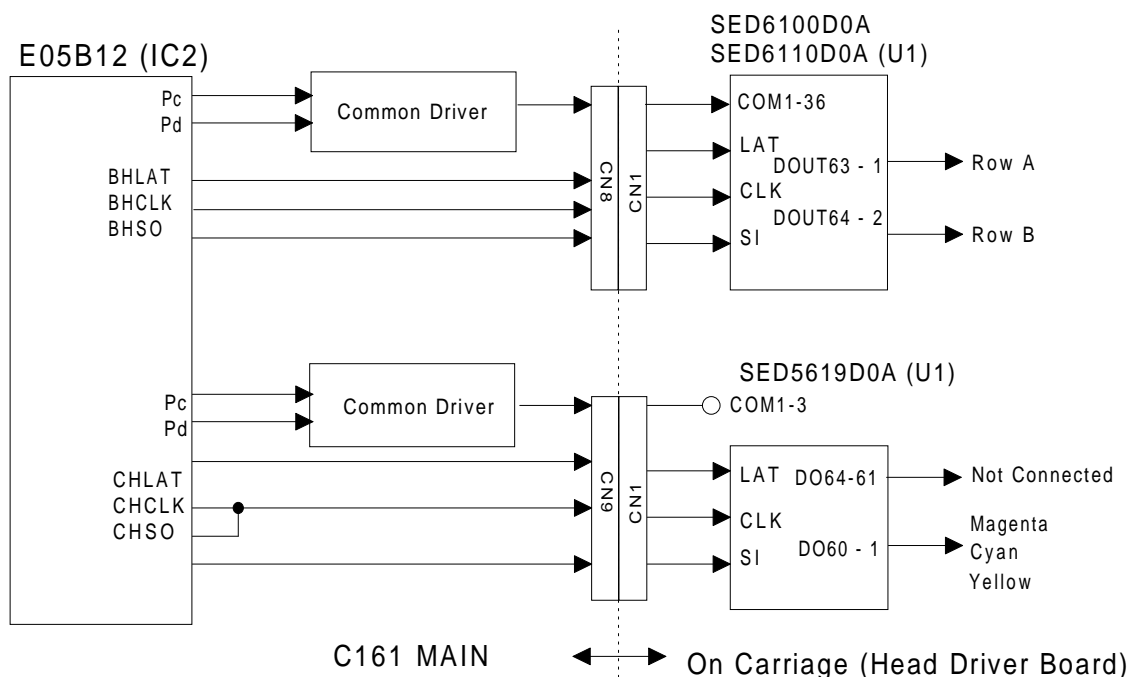 SED6100D0A
E05B12 (IC2)
SED6110D0A (U1)
Pc
Pd
Common Driver
COM1-36
LAT
DOUT63 - 1
Row A
BHLAT
BHCLK
BHSO
CN8
CN1
CLK
DOUT64 - 2
SI
Row B
SED5619D0A (U1)
Pc
Pd
Common Driver
COM1-3
CHLAT
CHCLK
CHSO
CN9
CN1
LAT
DO64-61
Not Connected
CLK
SI
DO60 - 1
Magenta
Cyan
Yellow
C161 MAIN
On Carriage (Head Driver Board)